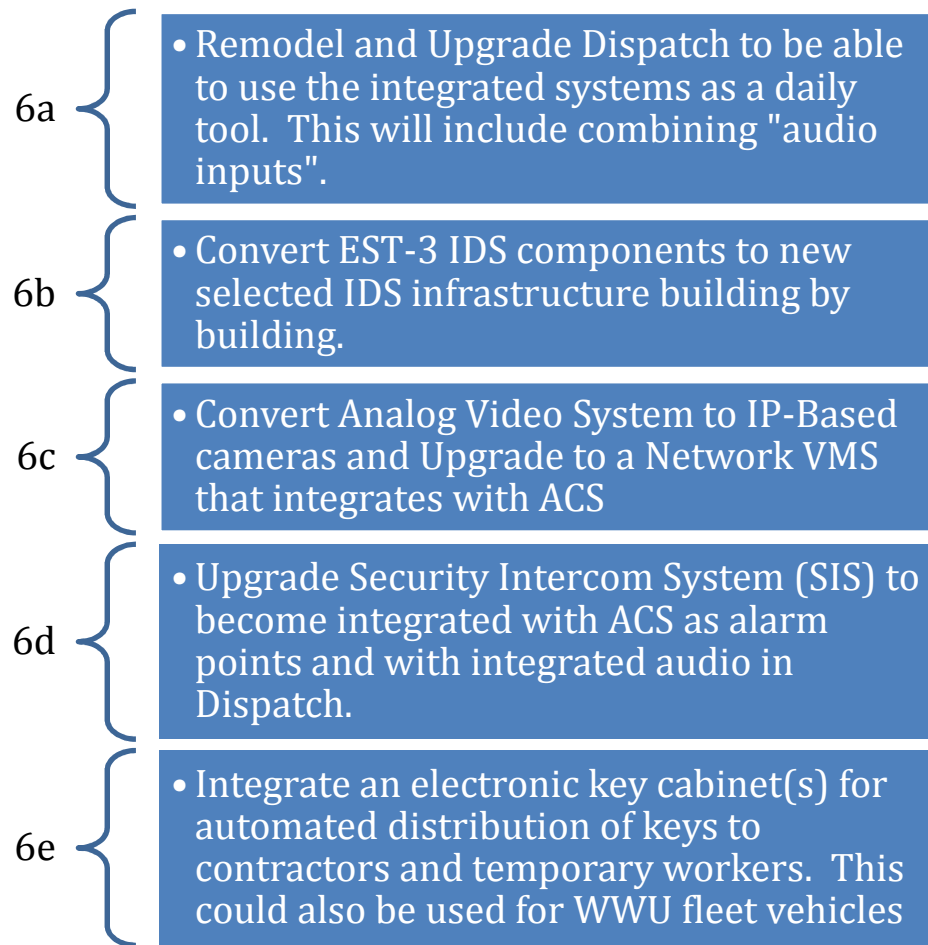 6a
• Remodel and Upgrade Dispatch to be able
to use the integrated systems as a daily
tool.  This will include combining "audio
inputs".
6b
• Convert EST-3 IDS components to new
selected IDS infrastructure building by
building.
6c
• Convert Analog Video System to IP-Based
cameras and Upgrade to a Network VMS
that integrates with ACS
6d
• Upgrade Security Intercom System (SIS) to
become integrated with ACS as alarm
points and with integrated audio in
Dispatch.
6e
• Integrate an electronic key cabinet(s) for
automated distribution of keys to
contractors and temporary workers.  This
could also be used for WWU fleet vehicles